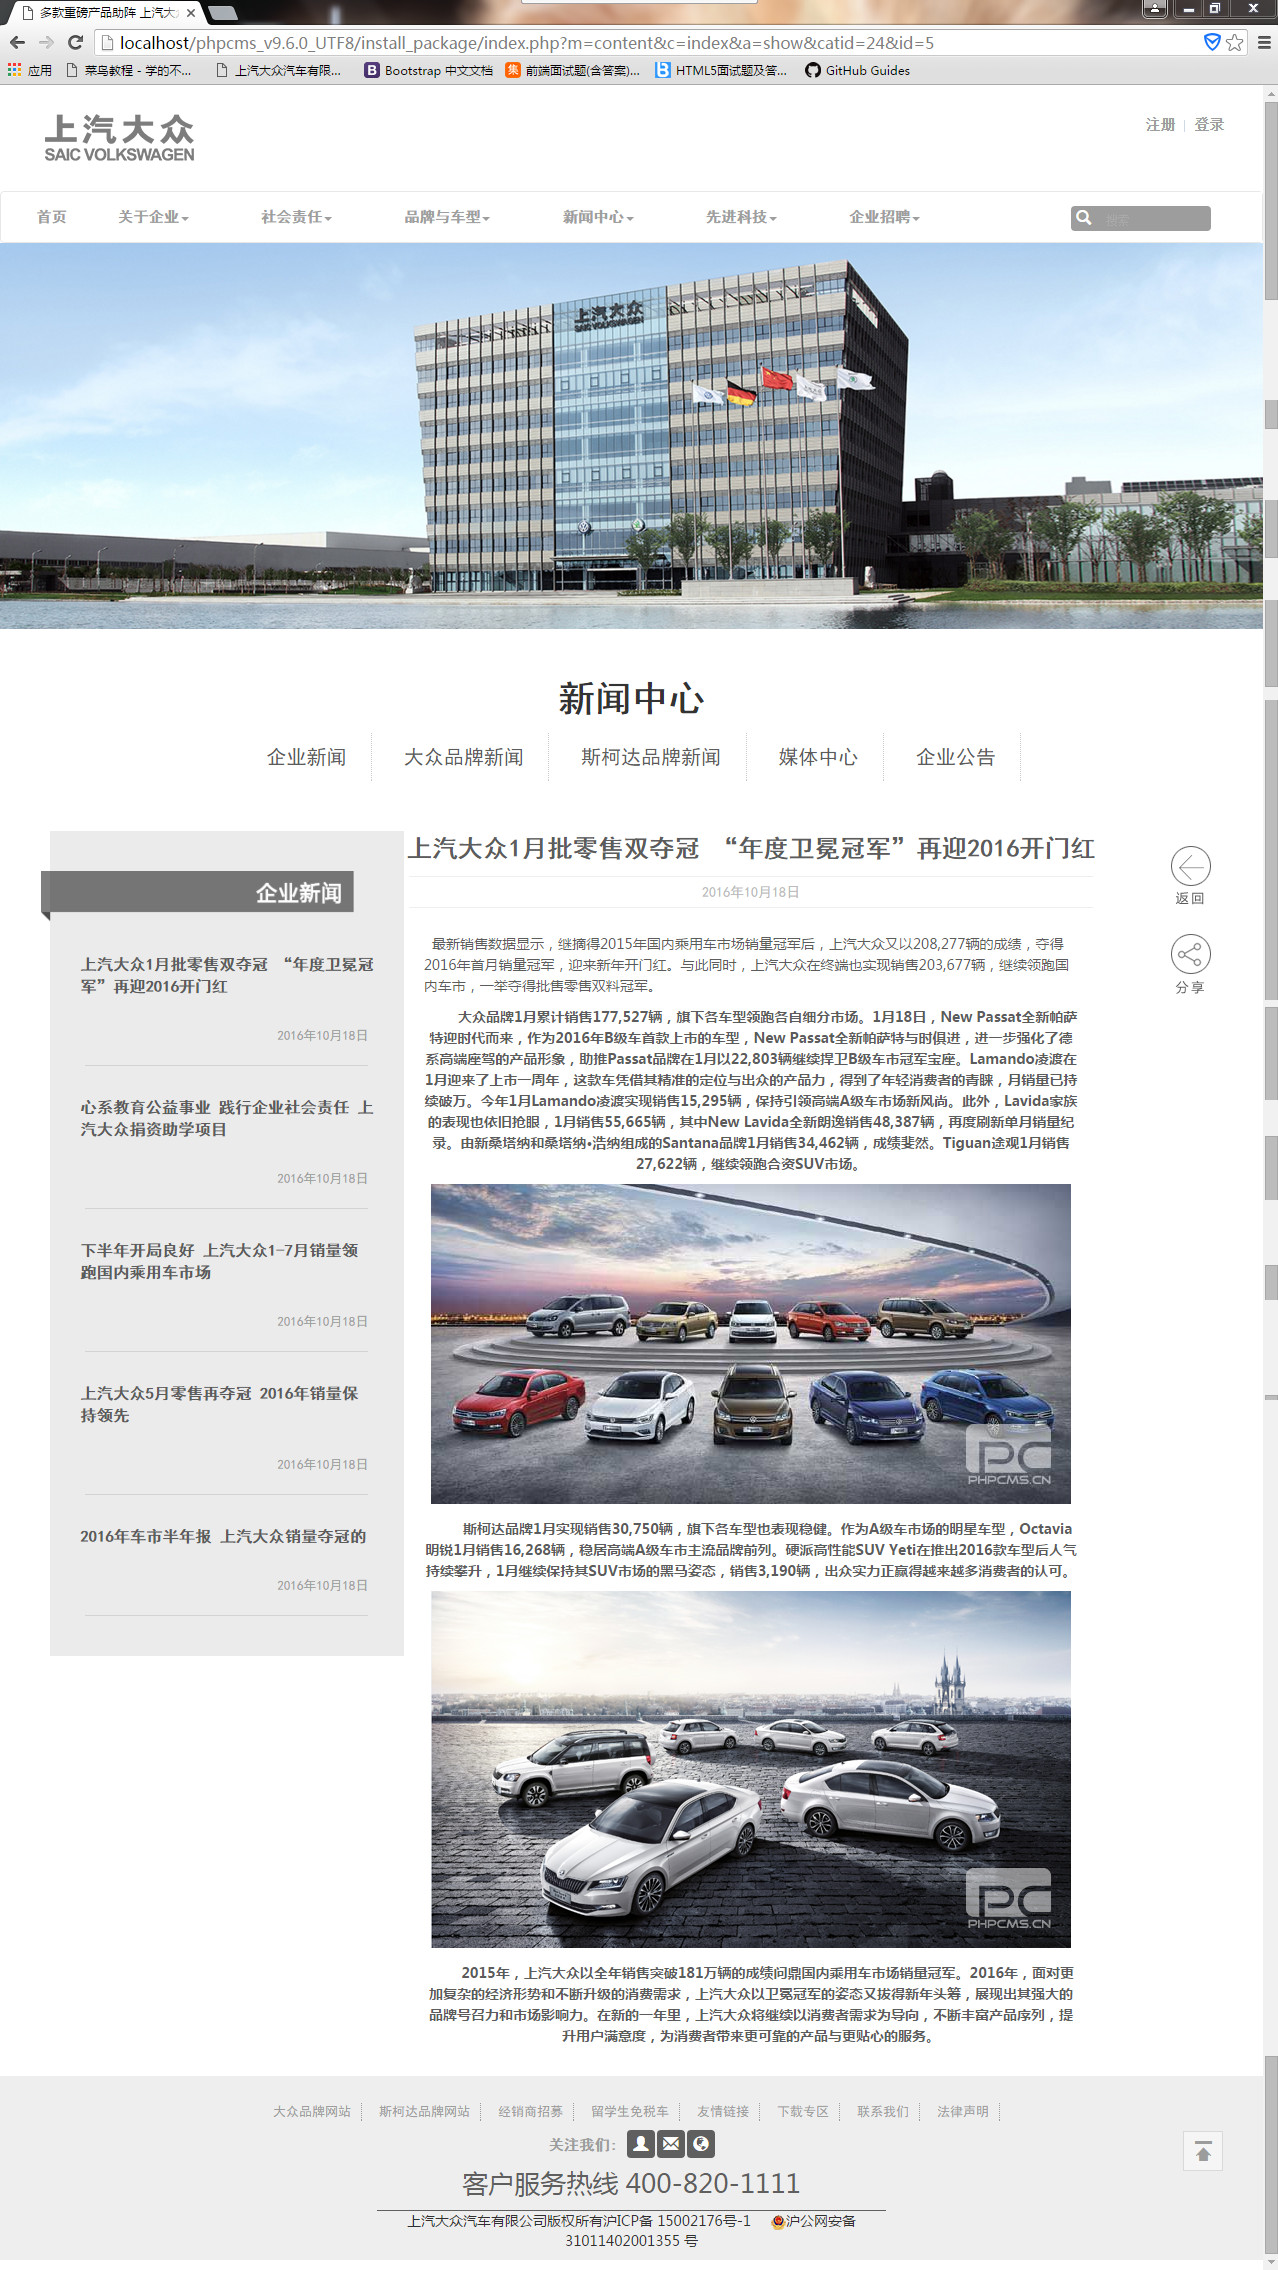 多款重磅产品助阵 上汽大
localhost/phpcms_v9.6.0_UTF8/install_package/index.php?m=content&c=index&a=show&catid=24&id=5
应用 菜鸟教程 - 学的不... 上汽大众汽车有限... Bootstrap 中文文档 前端面试题(含答案)... HTML5面试题及答... GitHub Guides
上汽大众
SAIC VOLKSWAGEN
注册 | 登录
首页 关于企业 社会责任 品牌与车型 新闻中心 先进科技 企业招聘
上汽大众
SAIC VOLKSWAGEN
新闻中心
企业新闻 大众品牌新闻 斯柯达品牌新闻 媒体中心 企业公告
企业新闻
上汽大众1月批零售双夺冠 “年度卫冕冠
军”再迎2016开门红
2016年10月18日
心系教育公益事业 践行企业社会责任 上
汽大众捐资助学项目
2016年10月18日
下半年开局良好 上汽大众1-7月销量领
跑国内乘用车市场
2016年10月18日
上汽大众5月零售再夺冠 2016年销量保
持领先
2016年10月18日
2016年车市半年报 上汽大众销量夺冠的
2016年10月18日
上汽大众1月批零售双夺冠 “年度卫冕冠军”再迎2016开门红
2016年10月18日
最新销售数据显示，继摘得2015年国内乘用车市场销量冠军后，上汽大众又以208,277辆的成绩，夺得
2016年首月销量冠军，迎来新年开门红。与此同时，上汽大众在终端也实现销售203,677辆，继续领跑国
内车市，一举夺得批售零售双料冠军。
大众品牌1月累计销售177,527辆，旗下各车型领跑各自细分市场。1月18日，New Passat全新帕萨
特迎时代而来，作为2016年B级车首款上市的车型，New Passat全新帕萨特与时俱进，进一步强化了德
系高端座驾的产品形象，助推Passat品牌在1月以22,803辆继续捍卫B级车市冠军宝座。Lamando凌渡在
1月迎来了上市一周年，这款车凭借其精准的定位与出众的产品力，得到了年轻消费者的青睐，月销量已持
续破万。今年1月Lamando凌渡实现销售15,295辆，保持引领高端A级车市场新风尚。此外，Lavida家族
的表现也依旧抢眼，1月销售55,665辆，其中New Lavida全新朗逸销售48,387辆，再度刷新单月销量纪
录。由新桑塔纳和桑塔纳•浩纳组成的Santana品牌1月销售34,462辆，成绩斐然。Tiguan途观1月销售
27,622辆，继续领跑合资SUV市场。
PC
PHPCMS.CN
斯柯达品牌1月实现销售30,750辆，旗下各车型也表现稳健。作为A级车市场的明星车型，Octavia
明锐1月销售16,268辆，稳居高端A级车市主流品牌前列。硬派高性能SUV Yeti在推出2016款车型后人气
持续攀升，1月继续保持其SUV市场的黑马姿态，销售3,190辆，出众实力正赢得越来越多消费者的认可。
PC
PHPCMS.CN
2015年，上汽大众以全年销售突破181万辆的成绩问鼎国内乘用车市场销量冠军。2016年，面对更
加复杂的经济形势和不断升级的消费需求，上汽大众以卫冕冠军的姿态又拔得新年头筹，展现出其强大的
品牌号召力和市场影响力。在新的一年里，上汽大众将继续以消费者需求为导向，不断丰富产品序列，提
升用户满意度，为消费者带来更可靠的产品与更贴心的服务。
返回
分享
大众品牌网站 斯柯达品牌网站 经销商招募 留学生免税车 友情链接 下载专区 联系我们 法律声明
关注我们：
客户服务热线 400-820-1111
上汽大众汽车有限公司版权所有沪ICP备 15002176号-1 沪公网安备
31011402001355 号